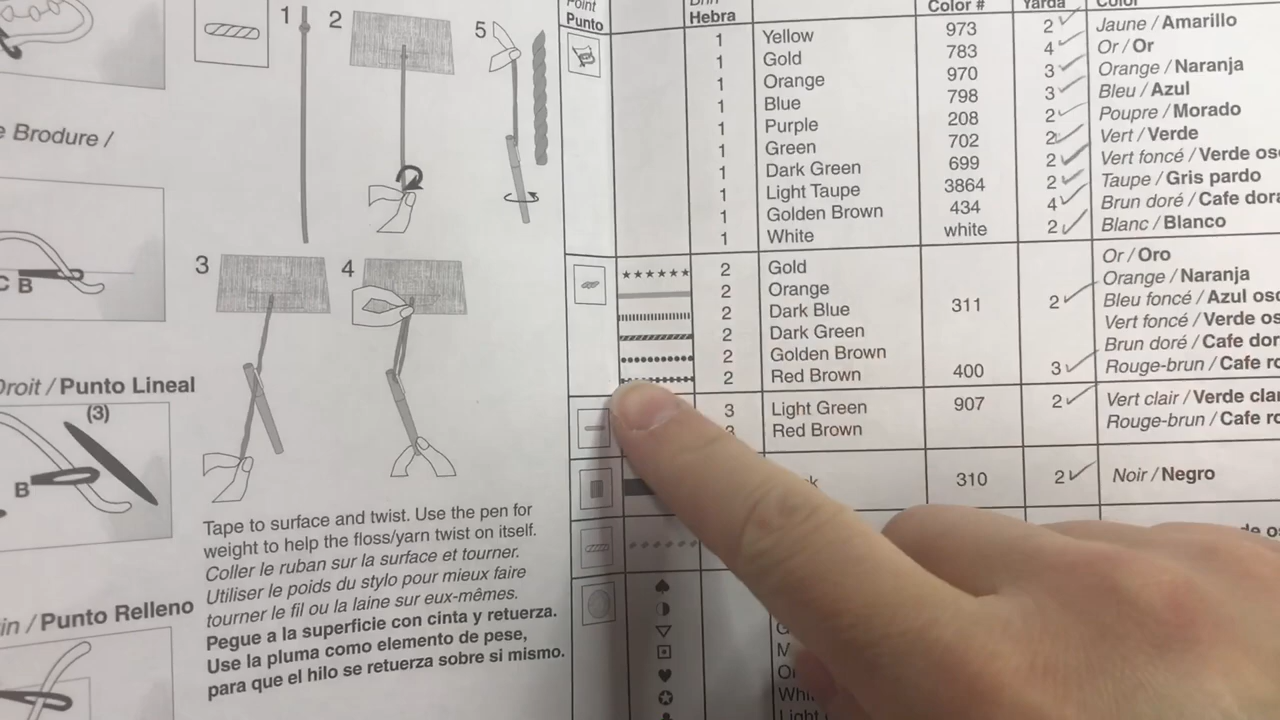 e Brodure /
C B
Droit / Punto Lineal
(3)
B
in / Punto Relleno
1
2
5
3
4
Tape to surface and twist. Use the pen for
weight to help the floss/yarn twist on itself.
Coller le ruban sur la surface et tourner.
Utiliser le poids du stylo pour mieux faire
tourner le fil ou la laine sur eux-mêmes.
Pegue a la superficie con cinta y retuerza.
Use la pluma como elemento de pese,
para que el hilo se retuerza sobre si mismo.
Point
Punto
Brin
Hebra
Color #
Yarda
Color
1 Yellow 973 2 Jaune / Amarillo
1 Gold 783 4 Or / Or
1 Orange 970 3 Orange / Naranja
1 Blue 798 3 Bleu / Azul
1 Purple 208 2 Poupre / Morado
1 Green 702 2 Vert / Verde
1 Dark Green 699 2 Vert foncé / Verde os
1 Light Taupe 3864 2 Taupe / Gris pardo
1 Golden Brown 434 4 Brun doré / Cafe dora
1 White white 2 Blanc / Blanco
2 Gold Or / Oro
2 Orange Orange / Naranja
2 Dark Blue 311 2 Bleu foncé / Azul osc
2 Dark Green Vert foncé / Verde os
2 Golden Brown Brun doré / Cafe dor
2 Red Brown 400 3 Rouge-brun / Cafe ro
3 Light Green 907 2 Vert clair / Verde clar
3 Red Brown Rouge-brun / Cafe ro
k 310 2 Noir / Negro
G
M
Or
Whi
Light